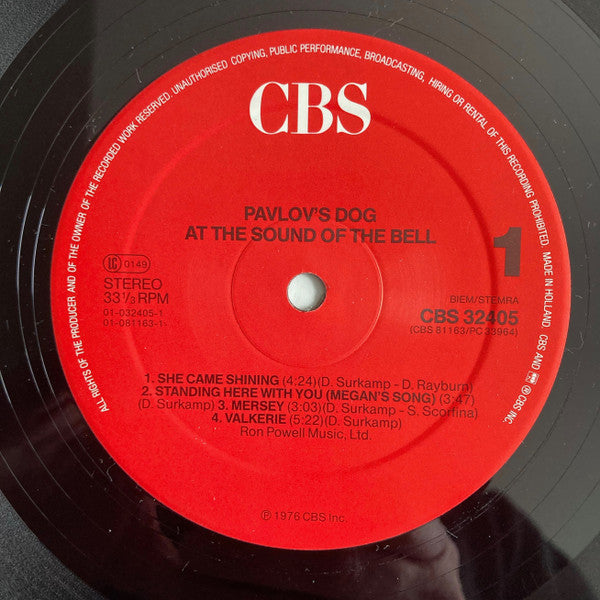 ALL RIGHTS OF THE PRODUCER AND OF THE OWNER OF THE RECORDED WORK RESERVED. UNAUTHORISED COPYING, PUBLIC PERFORMANCE, BROADCASTING, HIRING OR RENTAL OF THIS RECORDING PROHIBITED. MADE IN HOLLAND. CBS AND ® CBS INC.
CBS
PAVLOV'S DOG
AT THE SOUND OF THE BELL
1
LC 0149
STEREO
33⅓ RPM
01-032405-1
01-081163-1
BIEM/STEMRA
CBS 32405
(CBS 81163/PC 33964)
1. SHE CAME SHINING (4:24)(D. Surkamp - D. Rayburn)
2. STANDING HERE WITH YOU (MEGAN'S SONG) (3:47)
(D. Surkamp) 3. MERSEY (3:03)(D. Surkamp - S. Scorfina)
4. VALKERIE (5:22)(D. Surkamp)
Ron Powell Music, Ltd.
℗ 1976 CBS Inc.